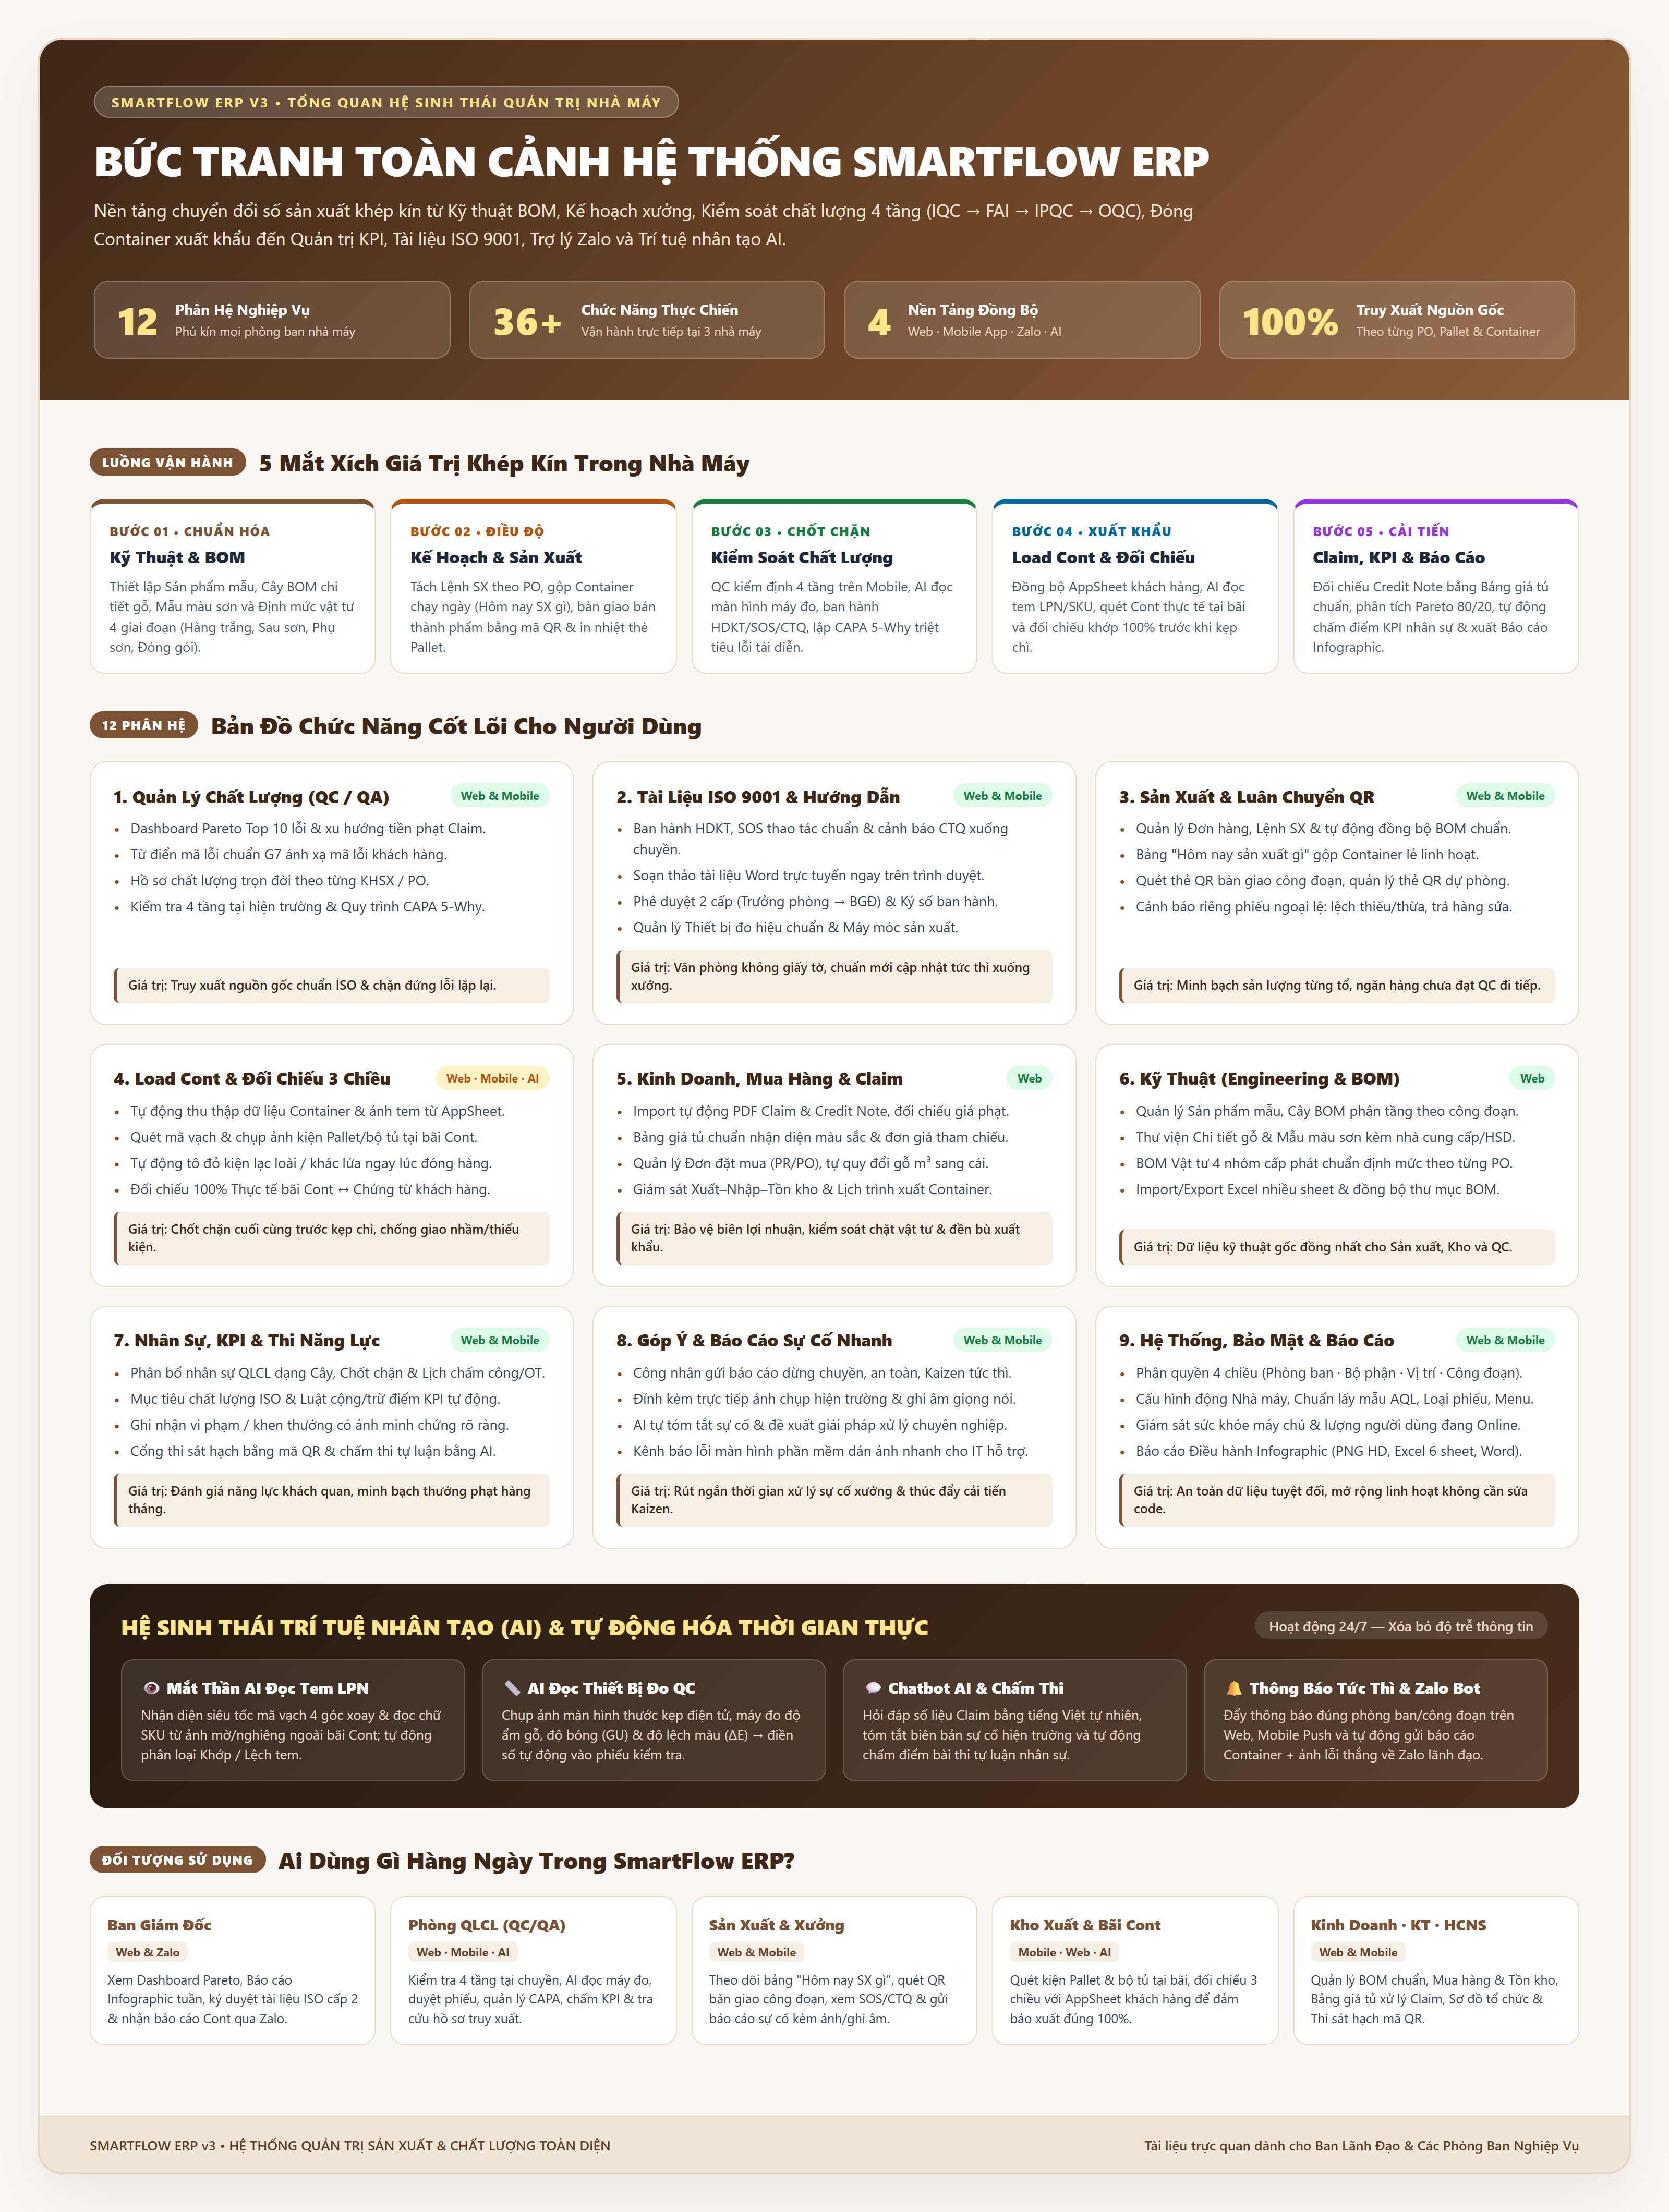 SMARTFLOW ERP V3 • TỔNG QUAN HỆ SINH THÁI QUẢN TRỊ NHÀ MÁY
BỨC TRANH TOÀN CẢNH HỆ THỐNG SMARTFLOW ERP
Nền tảng chuyển đổi số sản xuất khép kín từ Kỹ thuật BOM, Kế hoạch xưởng, Kiểm soát chất lượng 4 tầng (IQC → FAI → IPQC → OQC), Đóng
Container xuất khẩu đến Quản trị KPI, Tài liệu ISO 9001, Trợ lý Zalo và Trí tuệ nhân tạo AI.
12
Phân Hệ Nghiệp Vụ
Phủ kín mọi phòng ban nhà máy
36+
Chức Năng Thực Chiến
Vận hành trực tiếp tại 3 nhà máy
4
Nền Tảng Đồng Bộ
Web · Mobile App · Zalo · AI
100%
Truy Xuất Nguồn Gốc
Theo từng PO, Pallet & Container
LUỒNG VẬN HÀNH
5 Mắt Xích Giá Trị Khép Kín Trong Nhà Máy
BƯỚC 01 • CHUẨN HÓA
Kỹ Thuật & BOM
Thiết lập Sản phẩm mẫu, Cây BOM chi
tiết gỗ, Mẫu màu sơn và Định mức vật tư
4 giai đoạn (Hàng trắng, Sau sơn, Phụ
sơn, Đóng gói).
BƯỚC 02 • ĐIỀU ĐỘ
Kế Hoạch & Sản Xuất
Tách Lệnh SX theo PO, gộp Container
chạy ngày (Hôm nay SX gì), bàn giao bán
thành phẩm bằng mã QR & in nhiệt thẻ
Pallet.
BƯỚC 03 • CHỐT CHẶN
Kiểm Soát Chất Lượng
QC kiểm định 4 tầng trên Mobile, AI đọc
màn hình máy đo, ban hành
HDKT/SOS/CTQ, lập CAPA 5-Why triệt
tiêu lỗi tái diễn.
BƯỚC 04 • XUẤT KHẨU
Load Cont & Đối Chiếu
Đồng bộ AppSheet khách hàng, AI đọc
tem LPN/SKU, quét Cont thực tế tại bãi
và đối chiếu khớp 100% trước khi kẹp
chì.
BƯỚC 05 • CẢI TIẾN
Claim, KPI & Báo Cáo
Đối chiếu Credit Note bằng Bảng giá tủ
chuẩn, phân tích Pareto 80/20, tự động
chấm điểm KPI nhân sự & xuất Báo cáo
Infographic.
12 PHÂN HỆ
Bản Đồ Chức Năng Cốt Lõi Cho Người Dùng
1. Quản Lý Chất Lượng (QC / QA)
Web & Mobile
• Dashboard Pareto Top 10 lỗi & xu hướng tiền phạt Claim.
• Từ điển mã lỗi chuẩn G7 ánh xạ mã lỗi khách hàng.
• Hồ sơ chất lượng trọn đời theo từng KHSX / PO.
• Kiểm tra 4 tầng tại hiện trường & Quy trình CAPA 5-Why.
Giá trị: Truy xuất nguồn gốc chuẩn ISO & chặn đứng lỗi lặp lại.
2. Tài Liệu ISO 9001 & Hướng Dẫn
Web & Mobile
• Ban hành HDKT, SOS thao tác chuẩn & cảnh báo CTQ xuống
chuyền.
• Soạn thảo tài liệu Word trực tuyến ngay trên trình duyệt.
• Phê duyệt 2 cấp (Trưởng phòng → BGĐ) & Ký số ban hành.
• Quản lý Thiết bị đo hiệu chuẩn & Máy móc sản xuất.
Giá trị: Văn phòng không giấy tờ, chuẩn mới cập nhật tức thì xuống
xưởng.
3. Sản Xuất & Luân Chuyển QR
Web & Mobile
• Quản lý Đơn hàng, Lệnh SX & tự động đồng bộ BOM chuẩn.
• Bảng "Hôm nay sản xuất gì" gộp Container lẻ linh hoạt.
• Quét thẻ QR bàn giao công đoạn, quản lý thẻ QR dự phòng.
• Cảnh báo riêng phiếu ngoại lệ: lệch thiếu/thừa, trả hàng sửa.
Giá trị: Minh bạch sản lượng từng tổ, ngăn hàng chưa đạt QC đi tiếp.
4. Load Cont & Đối Chiếu 3 Chiều
Web · Mobile · AI
• Tự động thu thập dữ liệu Container & ảnh tem từ AppSheet.
• Quét mã vạch & chụp ảnh kiện Pallet/bộ tủ tại bãi Cont.
• Tự động tô đỏ kiện lạc loài / khác lứa ngay lúc đóng hàng.
• Đối chiếu 100% Thực tế bãi Cont ↔ Chứng từ khách hàng.
Giá trị: Chốt chặn cuối cùng trước kẹp chì, chống giao nhầm/thiếu
kiện.
5. Kinh Doanh, Mua Hàng & Claim
Web
• Import tự động PDF Claim & Credit Note, đối chiếu giá phạt.
• Bảng giá tủ chuẩn nhận diện màu sắc & đơn giá tham chiếu.
• Quản lý Đơn đặt mua (PR/PO), tự quy đổi gỗ m³ sang cái.
• Giám sát Xuất–Nhập–Tồn kho & Lịch trình xuất Container.
Giá trị: Bảo vệ biên lợi nhuận, kiểm soát chặt vật tư & đền bù xuất
khẩu.
6. Kỹ Thuật (Engineering & BOM)
Web
• Quản lý Sản phẩm mẫu, Cây BOM phân tầng theo công đoạn.
• Thư viện Chi tiết gỗ & Mẫu màu sơn kèm nhà cung cấp/HSD.
• BOM Vật tư 4 nhóm cấp phát chuẩn định mức theo từng PO.
• Import/Export Excel nhiều sheet & đồng bộ thư mục BOM.
Giá trị: Dữ liệu kỹ thuật gốc đồng nhất cho Sản xuất, Kho và QC.
7. Nhân Sự, KPI & Thi Năng Lực
Web & Mobile
• Phân bổ nhân sự QLCL dạng Cây, Chốt chặn & Lịch chấm công/OT.
• Mục tiêu chất lượng ISO & Luật cộng/trừ điểm KPI tự động.
• Ghi nhận vi phạm / khen thưởng có ảnh minh chứng rõ ràng.
• Cổng thi sát hạch bằng mã QR & chấm thi tự luận bằng AI.
Giá trị: Đánh giá năng lực khách quan, minh bạch thưởng phạt hàng
tháng.
8. Góp Ý & Báo Cáo Sự Cố Nhanh
Web & Mobile
• Công nhân gửi báo cáo dừng chuyền, an toàn, Kaizen tức thì.
• Đính kèm trực tiếp ảnh chụp hiện trường & ghi âm giọng nói.
• AI tự tóm tắt sự cố & đề xuất giải pháp xử lý chuyên nghiệp.
• Kênh báo lỗi màn hình phần mềm dán ảnh nhanh cho IT hỗ trợ.
Giá trị: Rút ngắn thời gian xử lý sự cố xưởng & thúc đẩy cải tiến
Kaizen.
9. Hệ Thống, Bảo Mật & Báo Cáo
Web & Mobile
• Phân quyền 4 chiều (Phòng ban · Bộ phận · Vị trí · Công đoạn).
• Cấu hình động Nhà máy, Chuẩn lấy mẫu AQL, Loại phiếu, Menu.
• Giám sát sức khỏe máy chủ & lượng người dùng đang Online.
• Báo cáo Điều hành Infographic (PNG HD, Excel 6 sheet, Word).
Giá trị: An toàn dữ liệu tuyệt đối, mở rộng linh hoạt không cần sửa
code.
HỆ SINH THÁI TRÍ TUỆ NHÂN TẠO (AI) & TỰ ĐỘNG HÓA THỜI GIAN THỰC
Hoạt động 24/7 — Xóa bỏ độ trễ thông tin
Mắt Thần AI Đọc Tem LPN
Nhận diện siêu tốc mã vạch 4 góc xoay & đọc chữ
SKU từ ảnh mờ/nghiêng ngoài bãi Cont; tự động
phân loại Khớp / Lệch tem.
AI Đọc Thiết Bị Đo QC
Chụp ảnh màn hình thước kẹp điện tử, máy đo độ
ẩm gỗ, độ bóng (GU) & độ lệch màu (ΔE) → điền
số tự động vào phiếu kiểm tra.
Chatbot AI & Chấm Thi
Hỏi đáp số liệu Claim bằng tiếng Việt tự nhiên,
tóm tắt biên bản sự cố hiện trường và tự động
chấm điểm bài thi tự luận nhân sự.
Thông Báo Tức Thì & Zalo Bot
Đẩy thông báo đúng phòng ban/công đoạn trên
Web, Mobile Push và tự động gửi báo cáo
Container + ảnh lỗi thẳng về Zalo lãnh đạo.
ĐỐI TƯỢNG SỬ DỤNG
Ai Dùng Gì Hàng Ngày Trong SmartFlow ERP?
Ban Giám Đốc
Web & Zalo
Xem Dashboard Pareto, Báo cáo
Infographic tuần, ký duyệt tài liệu ISO cấp 2
& nhận báo cáo Cont qua Zalo.
Phòng QLCL (QC/QA)
Web · Mobile · AI
Kiểm tra 4 tầng tại chuyền, AI đọc máy đo,
duyệt phiếu, quản lý CAPA, chấm KPI & tra
cứu hồ sơ truy xuất.
Sản Xuất & Xưởng
Web & Mobile
Theo dõi bảng "Hôm nay SX gì", quét QR
bàn giao công đoạn, xem SOS/CTQ & gửi
báo cáo sự cố kèm ảnh/ghi âm.
Kho Xuất & Bãi Cont
Mobile · Web · AI
Quét kiện Pallet & bộ tủ tại bãi, đối chiếu 3
chiều với AppSheet khách hàng để đảm
bảo xuất đúng 100%.
Kinh Doanh · KT · HCNS
Web & Mobile
Quản lý BOM chuẩn, Mua hàng & Tồn kho,
Bảng giá tủ xử lý Claim, Sơ đồ tổ chức &
Thi sát hạch mã QR.
SMARTFLOW ERP v3 • HỆ THỐNG QUẢN TRỊ SẢN XUẤT & CHẤT LƯỢNG TOÀN DIỆN
Tài liệu trực quan dành cho Ban Lãnh Đạo & Các Phòng Ban Nghiệp Vụ